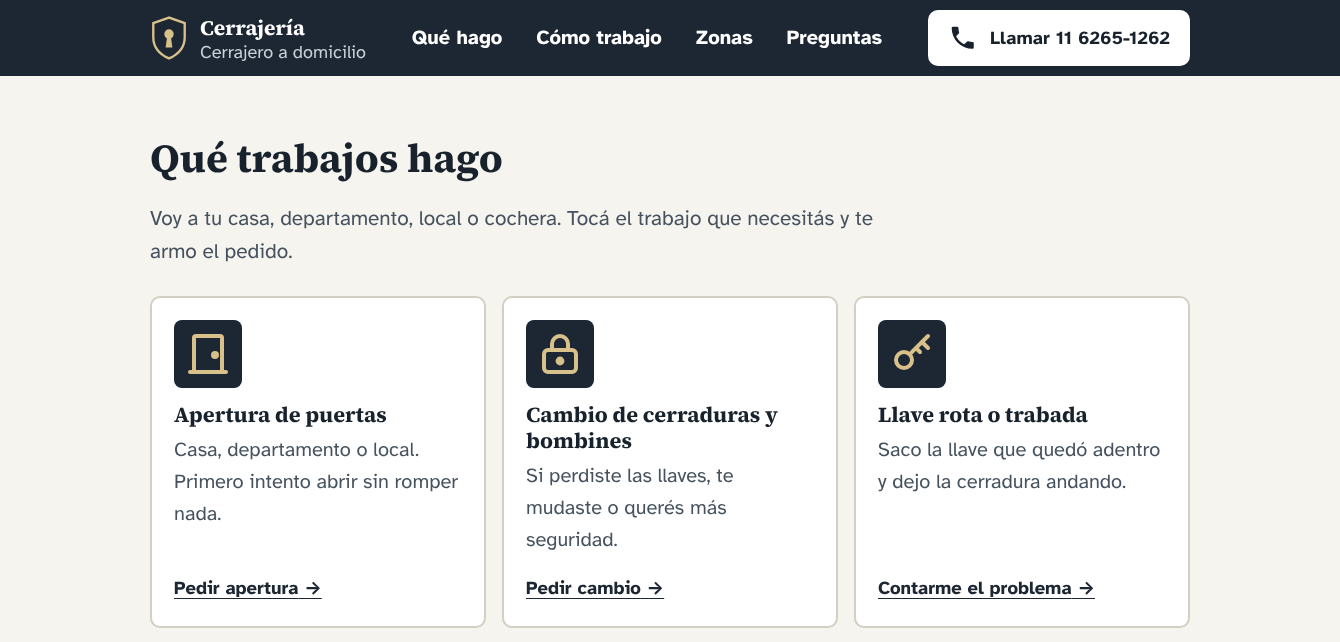 Cerrajería
Cerrajero a domicilio
Qué hago
Cómo trabajo
Zonas
Preguntas
Llamar 11 6265-1262
Qué trabajos hago
Voy a tu casa, departamento, local o cochera. Tocá el trabajo que necesitás y te
armo el pedido.
Apertura de puertas
Casa, departamento o local.
Primero intento abrir sin romper
nada.
Pedir apertura →
Cambio de cerraduras y
bombines
Si perdiste las llaves, te
mudaste o querés más
seguridad.
Pedir cambio →
Llave rota o trabada
Saco la llave que quedó adentro
y dejo la cerradura andando.
Contarme el problema →